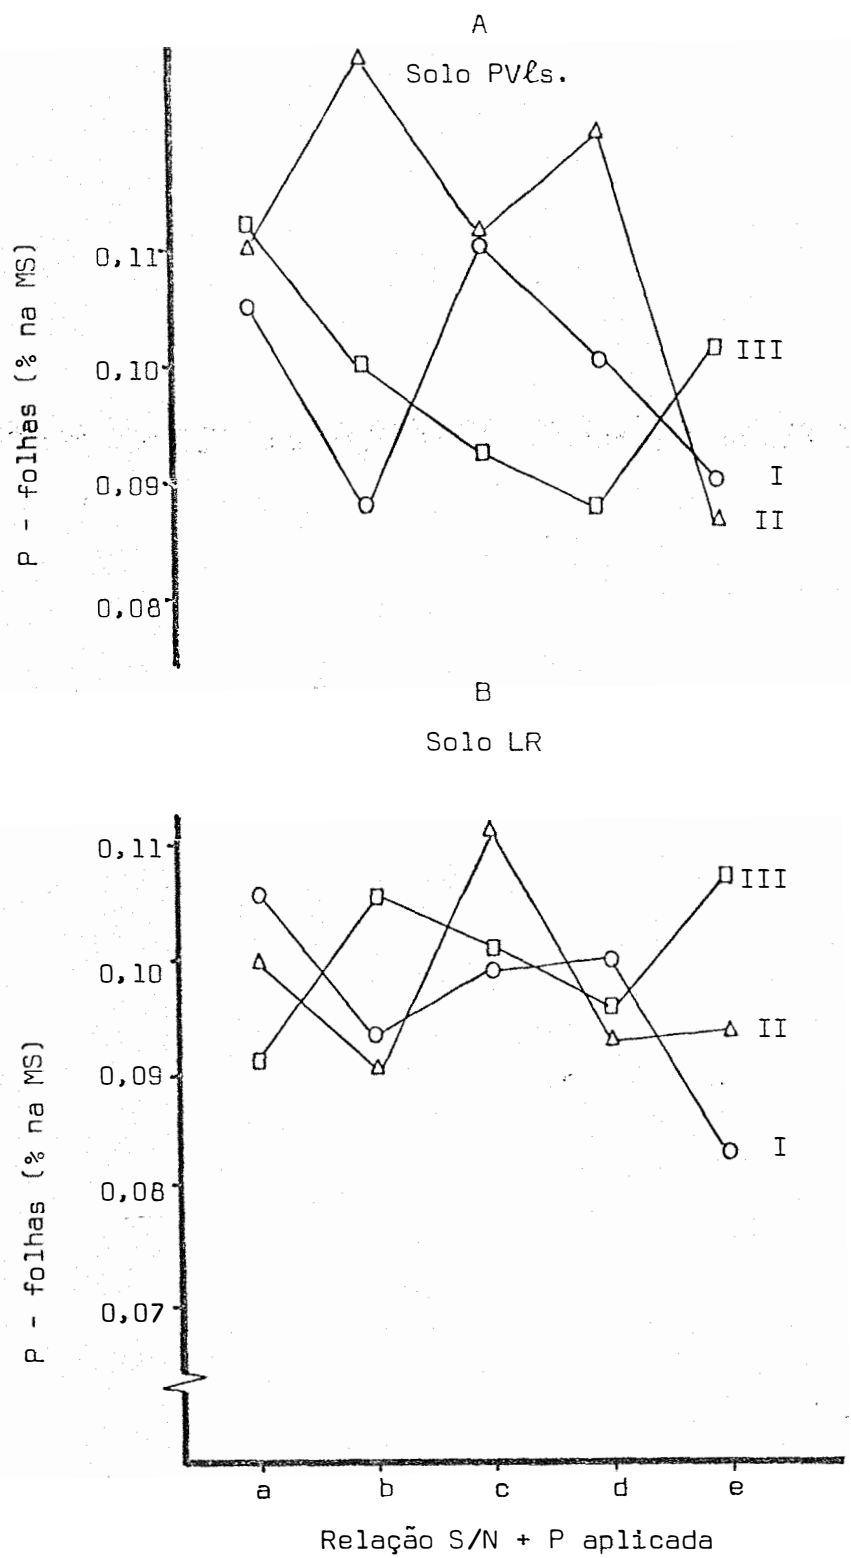 A
Solo PVℓs.
P - folhas (% na MS)
0,11
0,10
0,09
0,08
III
I
II
B
Solo LR
P - folhas (% na MS)
0,11
0,10
0,09
0,08
0,07
III
II
I
a b c d e
Relação S/N + P aplicada